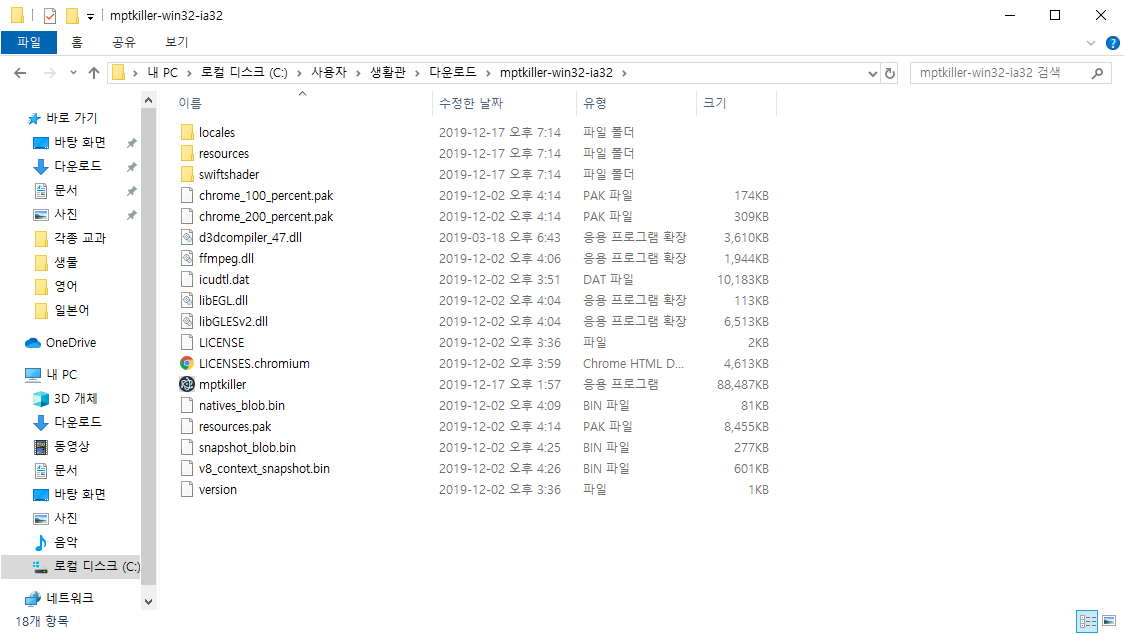 mptkiller-win32-ia32
파일 홈 공유 보기
내 PC > 로컬 디스크 (C:) > 사용자 > 생활관 > 다운로드 > mptkiller-win32-ia32 >
mptkiller-win32-ia32 검색
이름 수정한 날짜 유형 크기
바로 가기
바탕 화면
다운로드
문서
사진
각종 교과
생물
영어
일본어
OneDrive
내 PC
3D 개체
다운로드
동영상
문서
바탕 화면
사진
음악
로컬 디스크 (C:)
네트워크
locales 2019-12-17 오후 7:14 파일 폴더
resources 2019-12-17 오후 7:14 파일 폴더
swiftshader 2019-12-17 오후 7:14 파일 폴더
chrome_100_percent.pak 2019-12-02 오후 4:14 PAK 파일 174KB
chrome_200_percent.pak 2019-12-02 오후 4:14 PAK 파일 309KB
d3dcompiler_47.dll 2019-03-18 오후 6:43 응용 프로그램 확장 3,610KB
ffmpeg.dll 2019-12-02 오후 4:06 응용 프로그램 확장 1,944KB
icudtl.dat 2019-12-02 오후 3:51 DAT 파일 10,183KB
libEGL.dll 2019-12-02 오후 4:04 응용 프로그램 확장 113KB
libGLESv2.dll 2019-12-02 오후 4:04 응용 프로그램 확장 6,513KB
LICENSE 2019-12-02 오후 3:36 파일 2KB
LICENSES.chromium 2019-12-02 오후 3:59 Chrome HTML D... 4,613KB
mptkiller 2019-12-17 오후 1:57 응용 프로그램 88,487KB
natives_blob.bin 2019-12-02 오후 4:09 BIN 파일 81KB
resources.pak 2019-12-02 오후 4:14 PAK 파일 8,455KB
snapshot_blob.bin 2019-12-02 오후 4:25 BIN 파일 277KB
v8_context_snapshot.bin 2019-12-02 오후 4:26 BIN 파일 601KB
version 2019-12-02 오후 3:36 파일 1KB
18개 항목